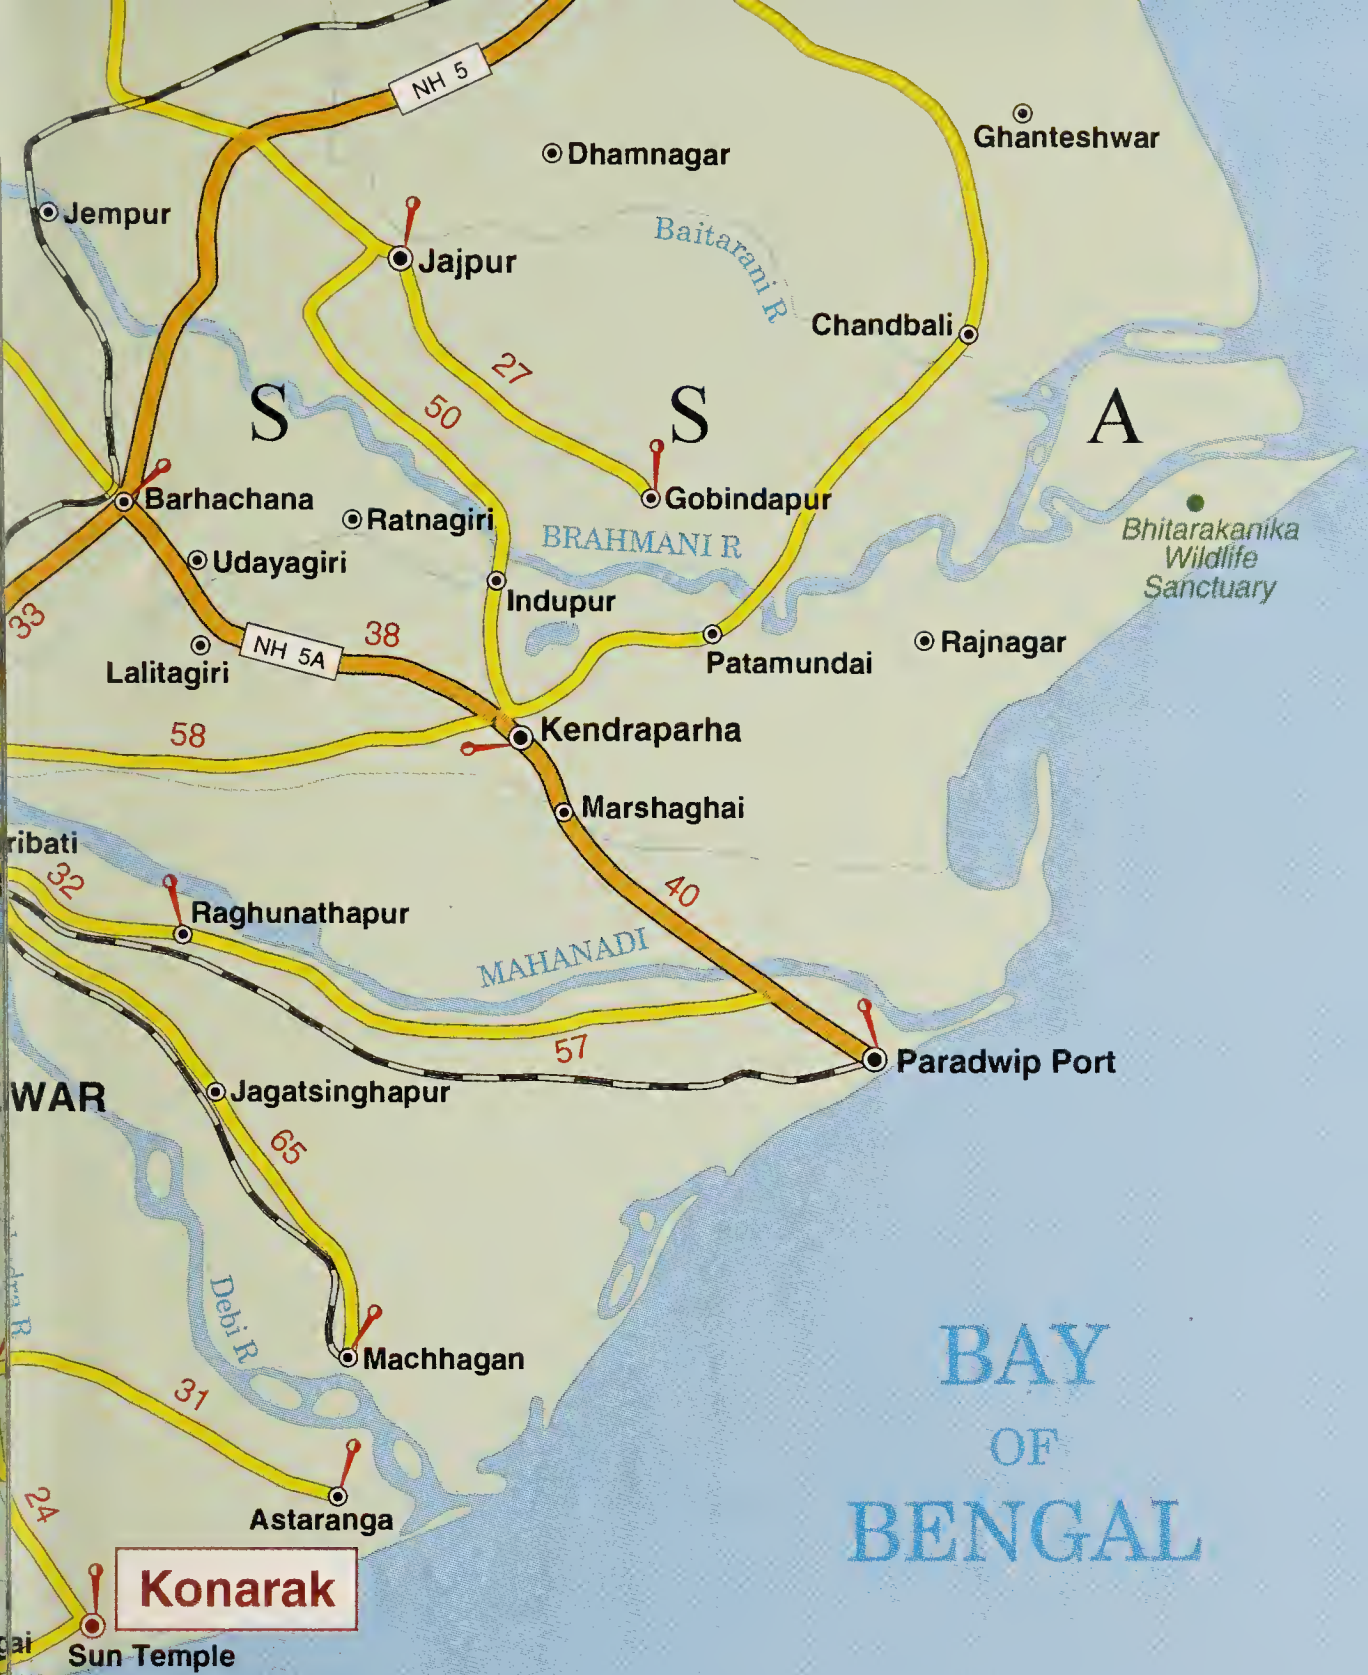 NH 5
Ghanteshwar
Dhamnagar
Jempur
Baitarani R
Jajpur
Chandbali
27
S
50
S
A
Barhachana
Gobindapur
Ratnagiri
BRAHMANI R
Bhitarakanika
Wildlife
Sanctuary
Udayagiri
Indupur
33
38
NH 5A
Rajnagar
Lalitagiri
Patamundai
58
Kendraparha
Marshaghai
ribati
32
40
Raghunathapur
MAHANADI
57
Paradwip Port
WAR
Jagatsinghapur
65
dra R
Debi R
Machhagan
BAY
OF
BENGAL
31
24
Astaranga
Konarak
gai
Sun Temple